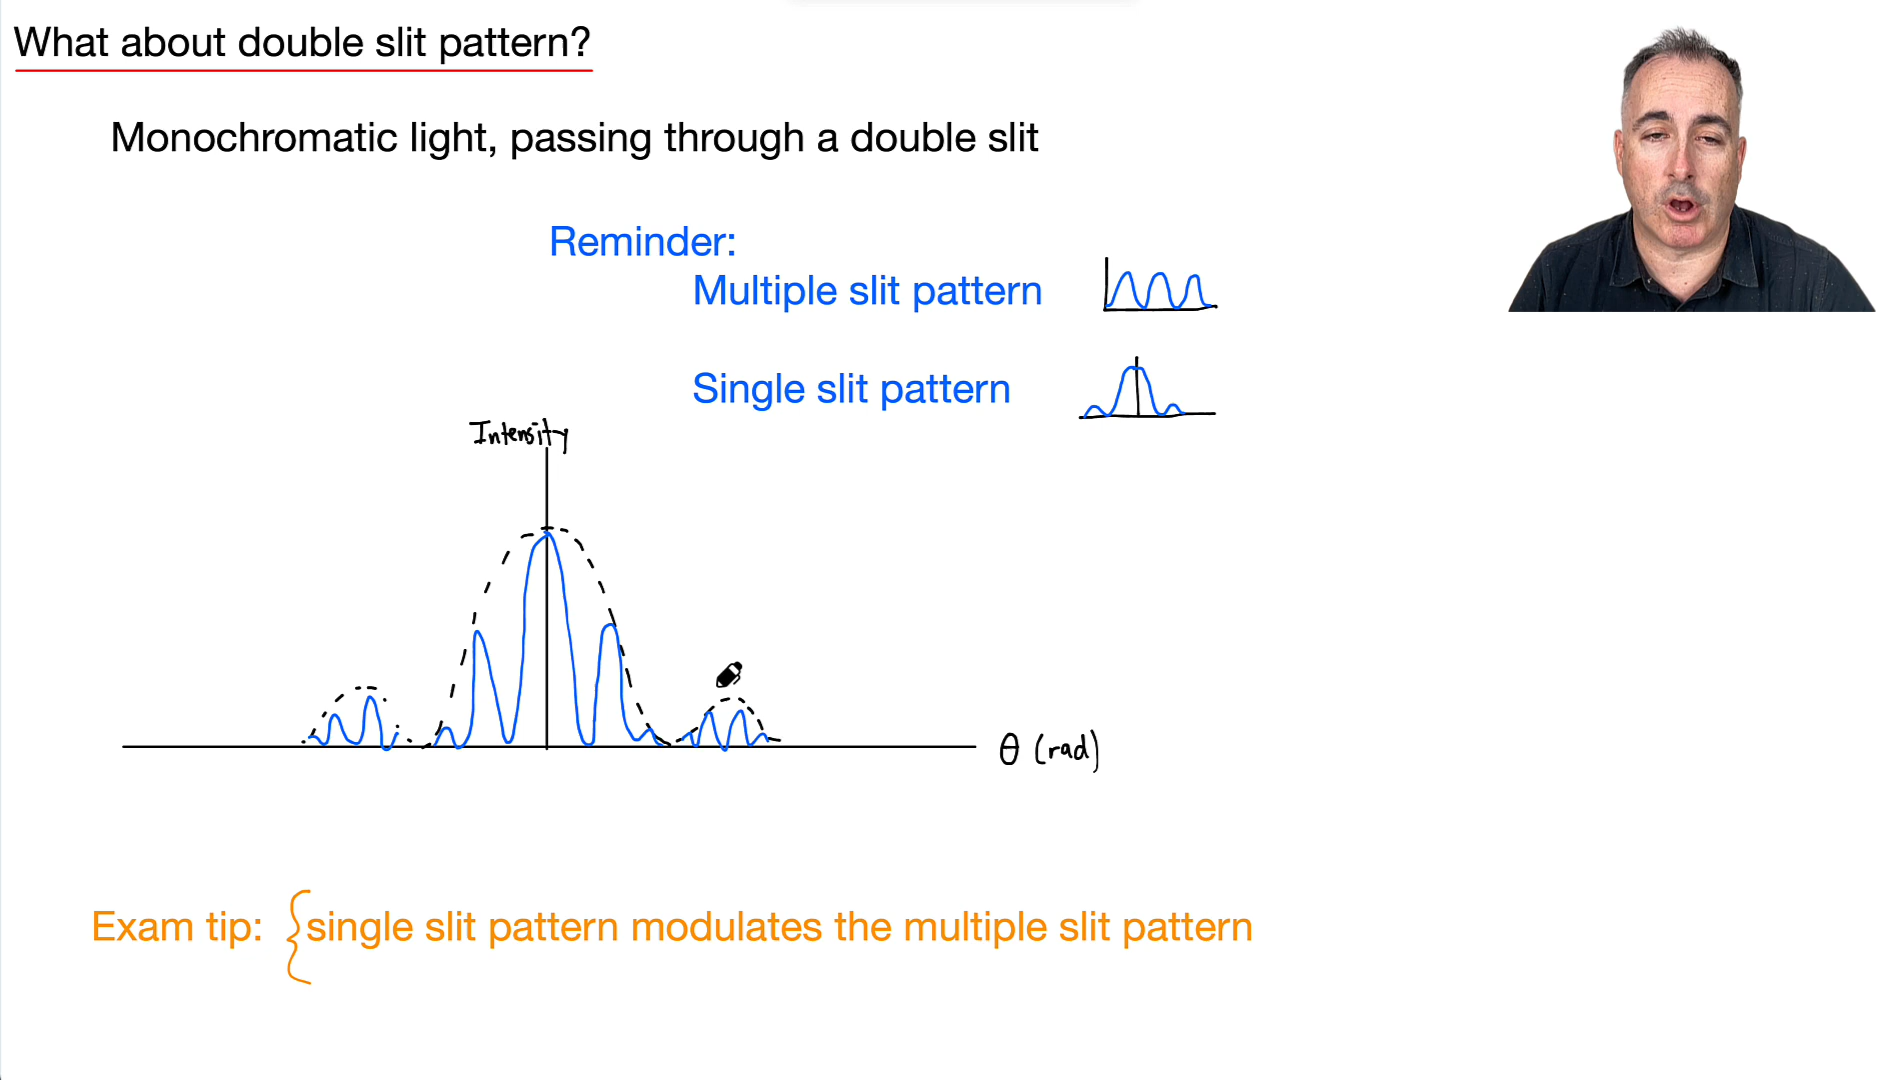 What about double slit pattern?
Monochromatic light, passing through a double slit
Reminder:
Multiple slit pattern
Single slit pattern
Intensity
θ (rad)
Exam tip: single slit pattern modulates the multiple slit pattern